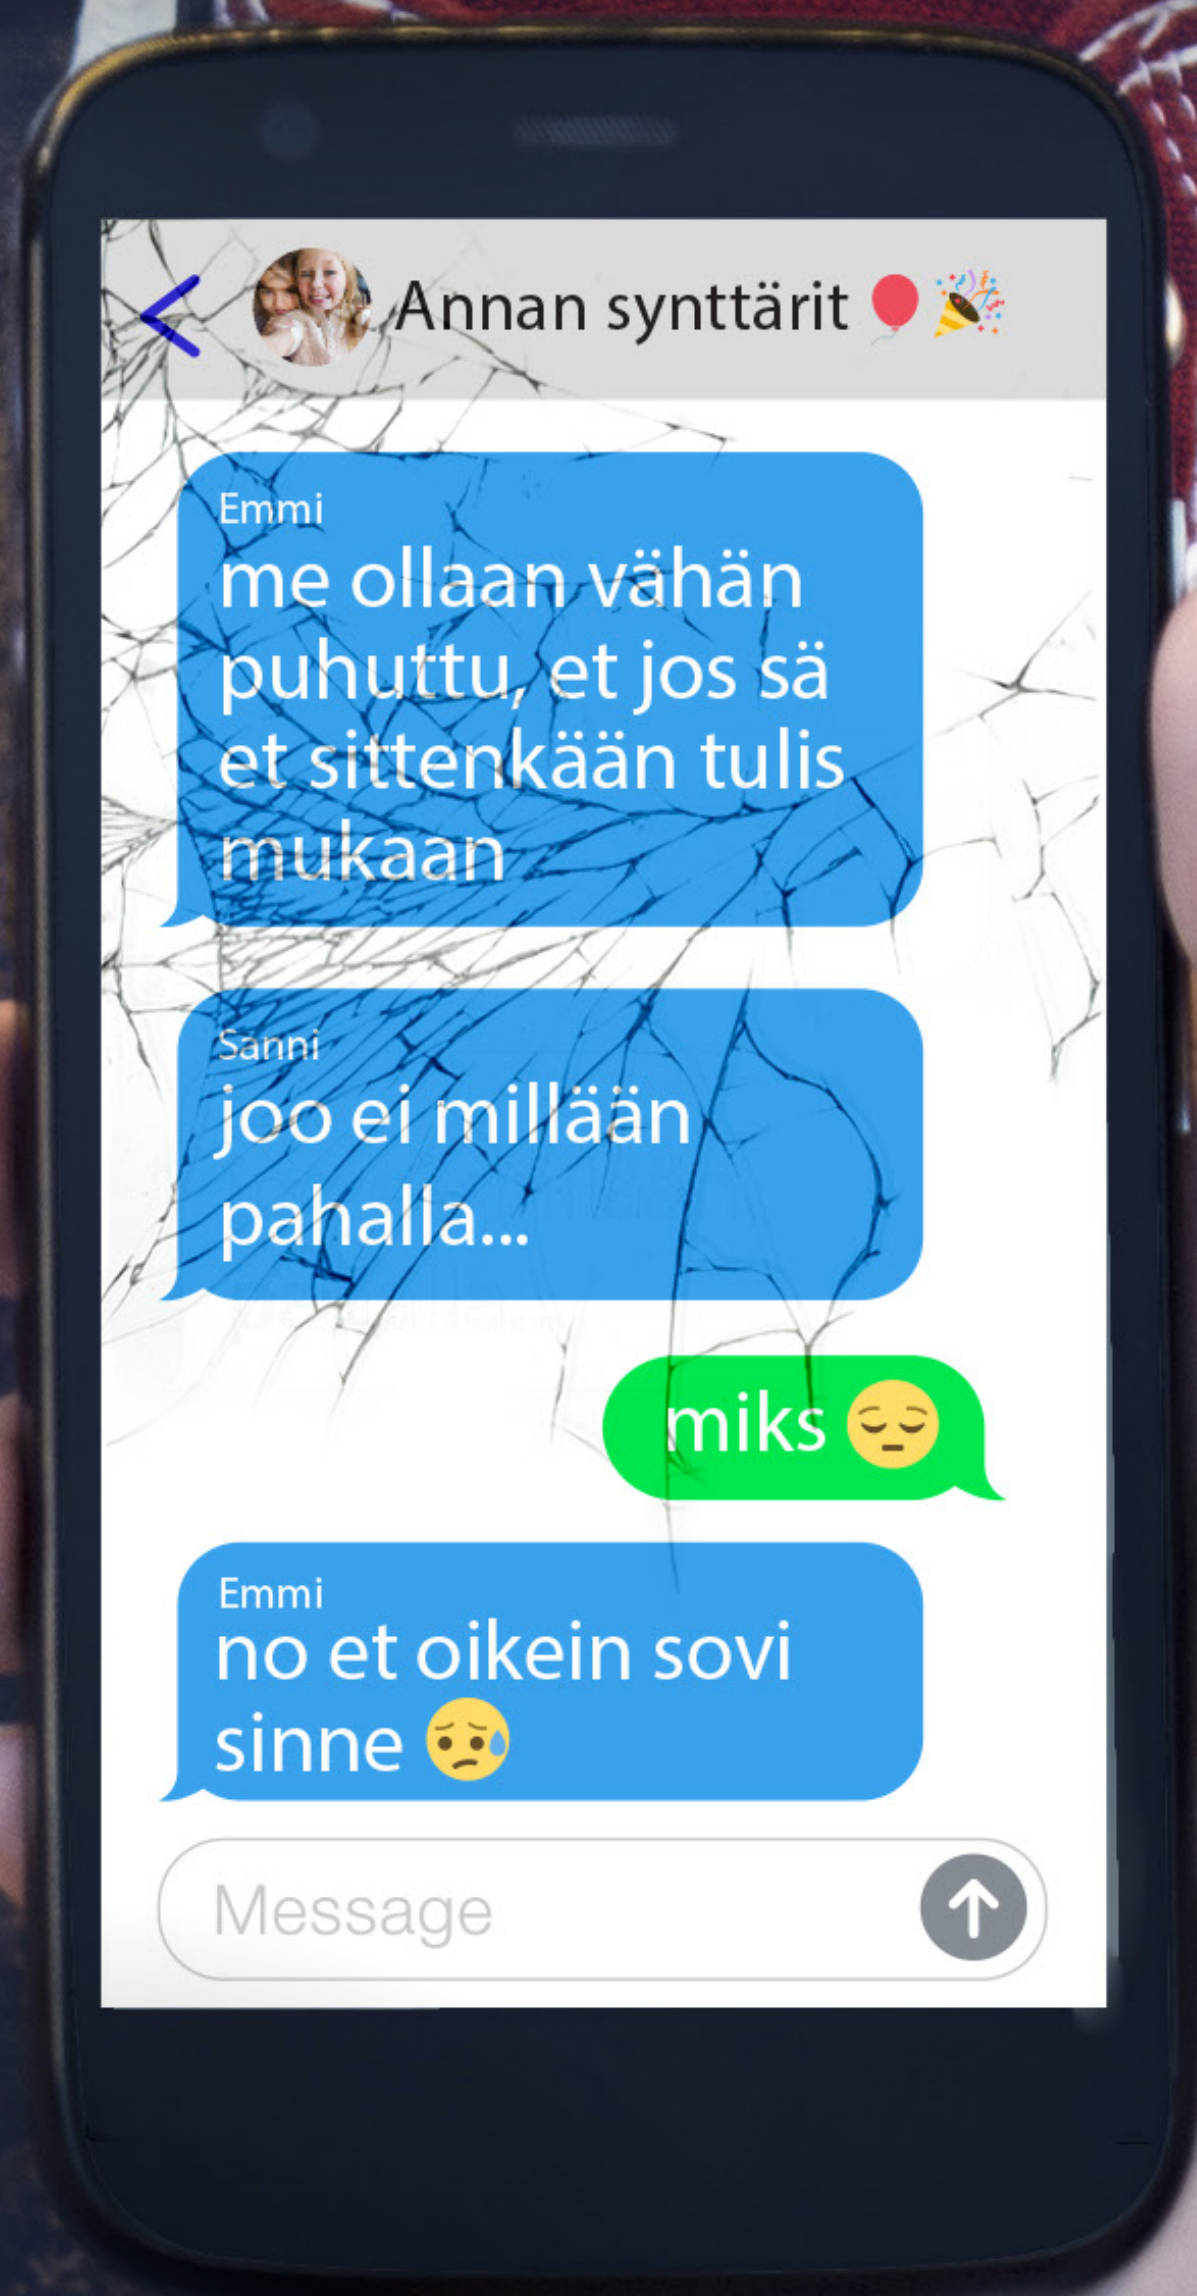 Annan synttärit 🎈🎉
Emmi
me ollaan vähän
puhuttu, et jos sä
et sittenkään tulis
mukaan
Sanni
joo ei millään
pahalla...
miks 😔
Emmi
no et oikein sovi
sinne 😥
Message